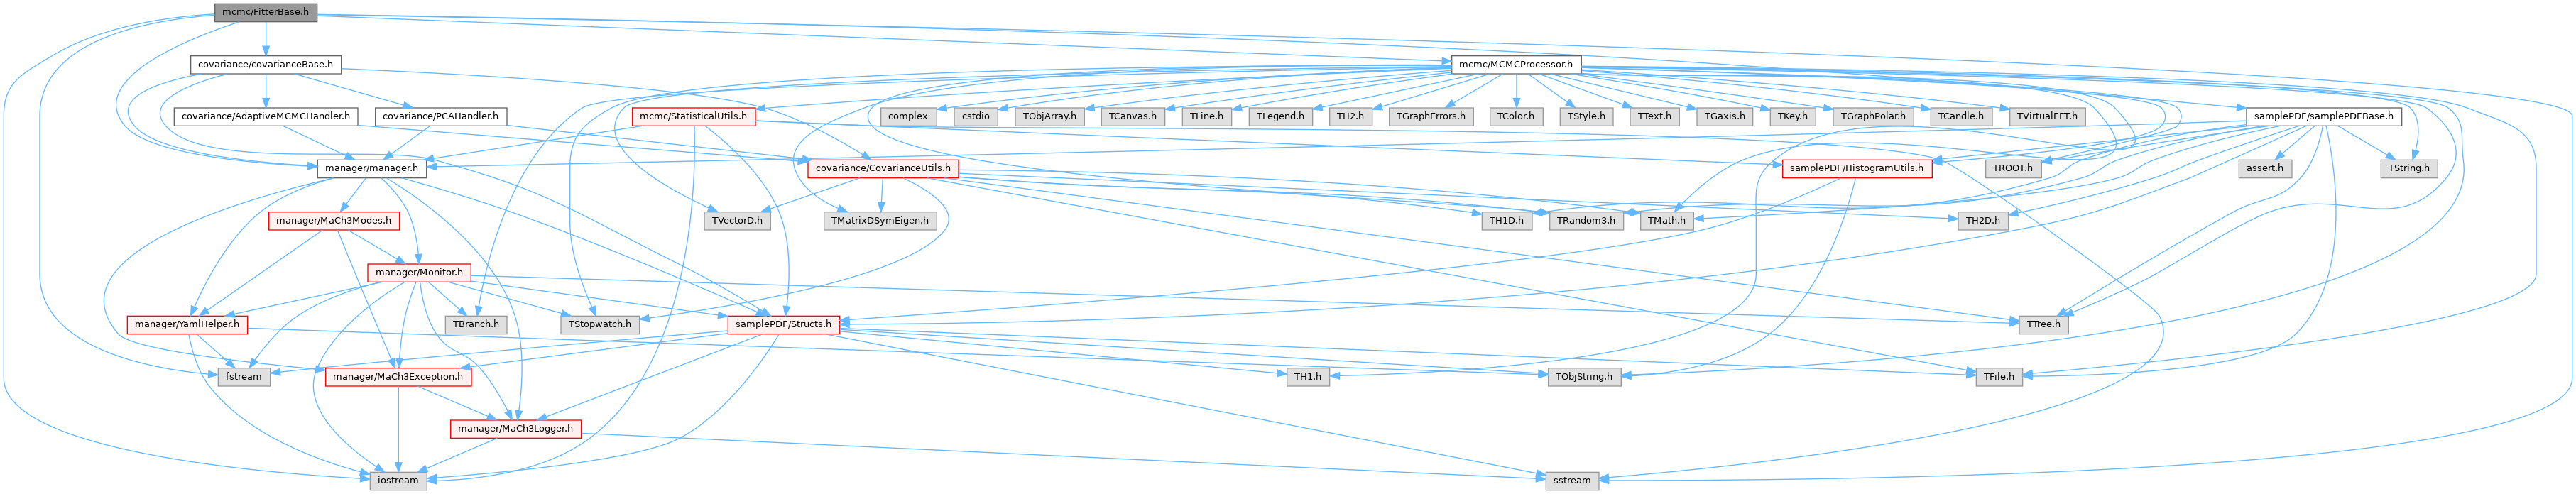 mcmc/FitterBase.h
covariance/covarianceBase.h
mcmc/MCMCProcessor.h
covariance/AdaptiveMCMCHandler.h
covariance/PCAHandler.h
mcmc/StatisticalUtils.h
complex
cstdio
TObjArray.h
TCanvas.h
TLine.h
TLegend.h
TH2.h
TGraphErrors.h
TColor.h
TStyle.h
TText.h
TGaxis.h
TKey.h
TGraphPolar.h
TCandle.h
TVirtualFFT.h
samplePDF/samplePDFBase.h
manager/manager.h
covariance/CovarianceUtils.h
samplePDF/HistogramUtils.h
TROOT.h
assert.h
TString.h
manager/MaCh3Modes.h
TVectorD.h
TMatrixDSymEigen.h
TH1D.h
TRandom3.h
TMath.h
TH2D.h
manager/Monitor.h
manager/YamlHelper.h
TBranch.h
TStopwatch.h
samplePDF/Structs.h
TTree.h
fstream
manager/MaCh3Exception.h
TH1.h
TObjString.h
TFile.h
manager/MaCh3Logger.h
iostream
sstream